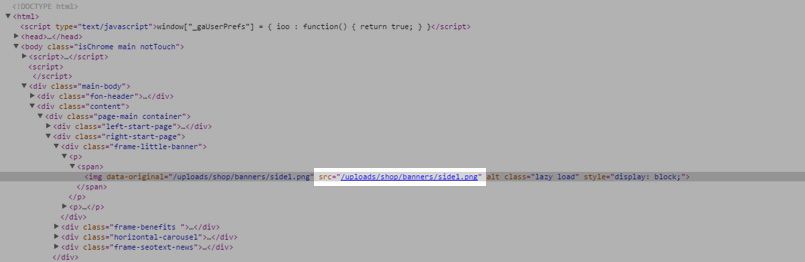 <!DOCTYPE html>
▼<html>
<script type="text/javascript">window["_gaUserPrefs"] = { ioo : function() { return true; } }</script>
▶<head>…</head>
▼<body class="isChrome main notTouch">
▶<script>…</script>
<script>
</script>
▼<div class="main-body">
▶<div class="fon-header">…</div>
▼<div class="content">
▼<div class="page-main container">
▶<div class="left-start-page">…</div>
▼<div class="right-start-page">
▼<div class="frame-little-banner">
▼<p>
▼<span>
<img data-original="/uploads/shop/banners/side1.png" src="/uploads/shop/banners/side1.png" alt class="lazy load" style="display: block;">
</span>
</p>
▶<p>…</p>
</div>
▶<div class="frame-benefits ">…</div>
▶<div class="horizontal-carousel">…</div>
▶<div class="frame-seotext-news">…</div>
</div>